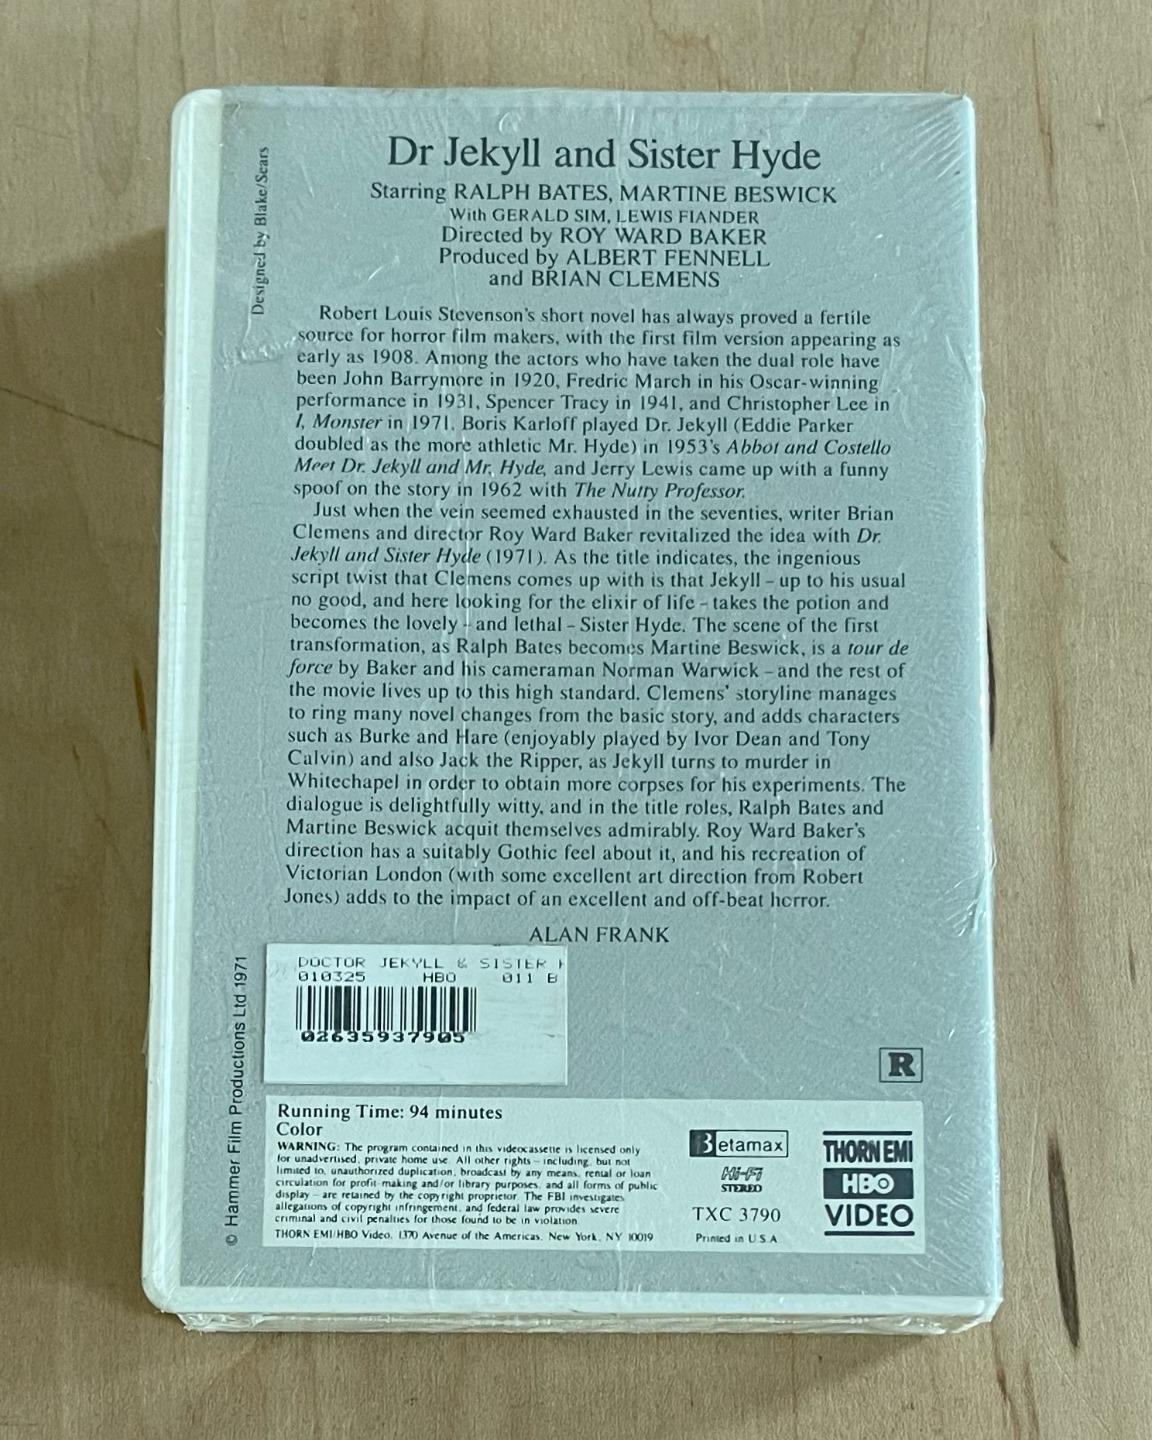 Dr Jekyll and Sister Hyde
Starring RALPH BATES, MARTINE BESWICK
With GERALD SIM, LEWIS FIANDER
Directed by ROY WARD BAKER
Produced by ALBERT FENNELL
and BRIAN CLEMENS
Designed by Blake/Sears
Robert Louis Stevenson's short novel has always proved a fertile
source for horror film makers, with the first film version appearing as
early as 1908. Among the actors who have taken the dual role have
been John Barrymore in 1920, Fredric March in his Oscar-winning
performance in 1931, Spencer Tracy in 1941, and Christopher Lee in
I, Monster in 1971. Boris Karloff played Dr. Jekyll (Eddie Parker
doubled as the more athletic Mr. Hyde) in 1953's Abbot and Costello
Meet Dr. Jekyll and Mr. Hyde, and Jerry Lewis came up with a funny
spoof on the story in 1962 with The Nutty Professor.
Just when the vein seemed exhausted in the seventies, writer Brian
Clemens and director Roy Ward Baker revitalized the idea with Dr.
Jekyll and Sister Hyde (1971). As the title indicates, the ingenious
script twist that Clemens comes up with is that Jekyll – up to his usual
no good, and here looking for the elixir of life – takes the potion and
becomes the lovely – and lethal – Sister Hyde. The scene of the first
transformation, as Ralph Bates becomes Martine Beswick, is a tour de
force by Baker and his cameraman Norman Warwick – and the rest of
the movie lives up to this high standard. Clemens' storyline manages
to ring many novel changes from the basic story, and adds characters
such as Burke and Hare (enjoyably played by Ivor Dean and Tony
Calvin) and also Jack the Ripper, as Jekyll turns to murder in
Whitechapel in order to obtain more corpses for his experiments. The
dialogue is delightfully witty, and in the title roles, Ralph Bates and
Martine Beswick acquit themselves admirably. Roy Ward Baker's
direction has a suitably Gothic feel about it, and his recreation of
Victorian London (with some excellent art direction from Robert
Jones) adds to the impact of an excellent and off-beat horror.
ALAN FRANK
DOCTOR JEKYLL & SISTER H
010325 HBO 011 B
02635937905
© Hammer Film Productions Ltd 1971
R
Running Time: 94 minutes
Color
WARNING: The program contained in this videocassette is licensed only
for unadvertised, private home use. All other rights – including, but not
limited to, unauthorized duplication, broadcast by any means, rental or loan
circulation for profit-making and/or library purposes, and all forms of public
display – are retained by the copyright proprietor. The FBI investigates
allegations of copyright infringement, and federal law provides severe
criminal and civil penalties for those found to be in violation.
THORN EMI/HBO Video, 1370 Avenue of the Americas, New York, NY 10019
Betamax
Hi-Fi
STEREO
TXC 3790
Printed in U.S.A.
THORN EMI
HBO
VIDEO